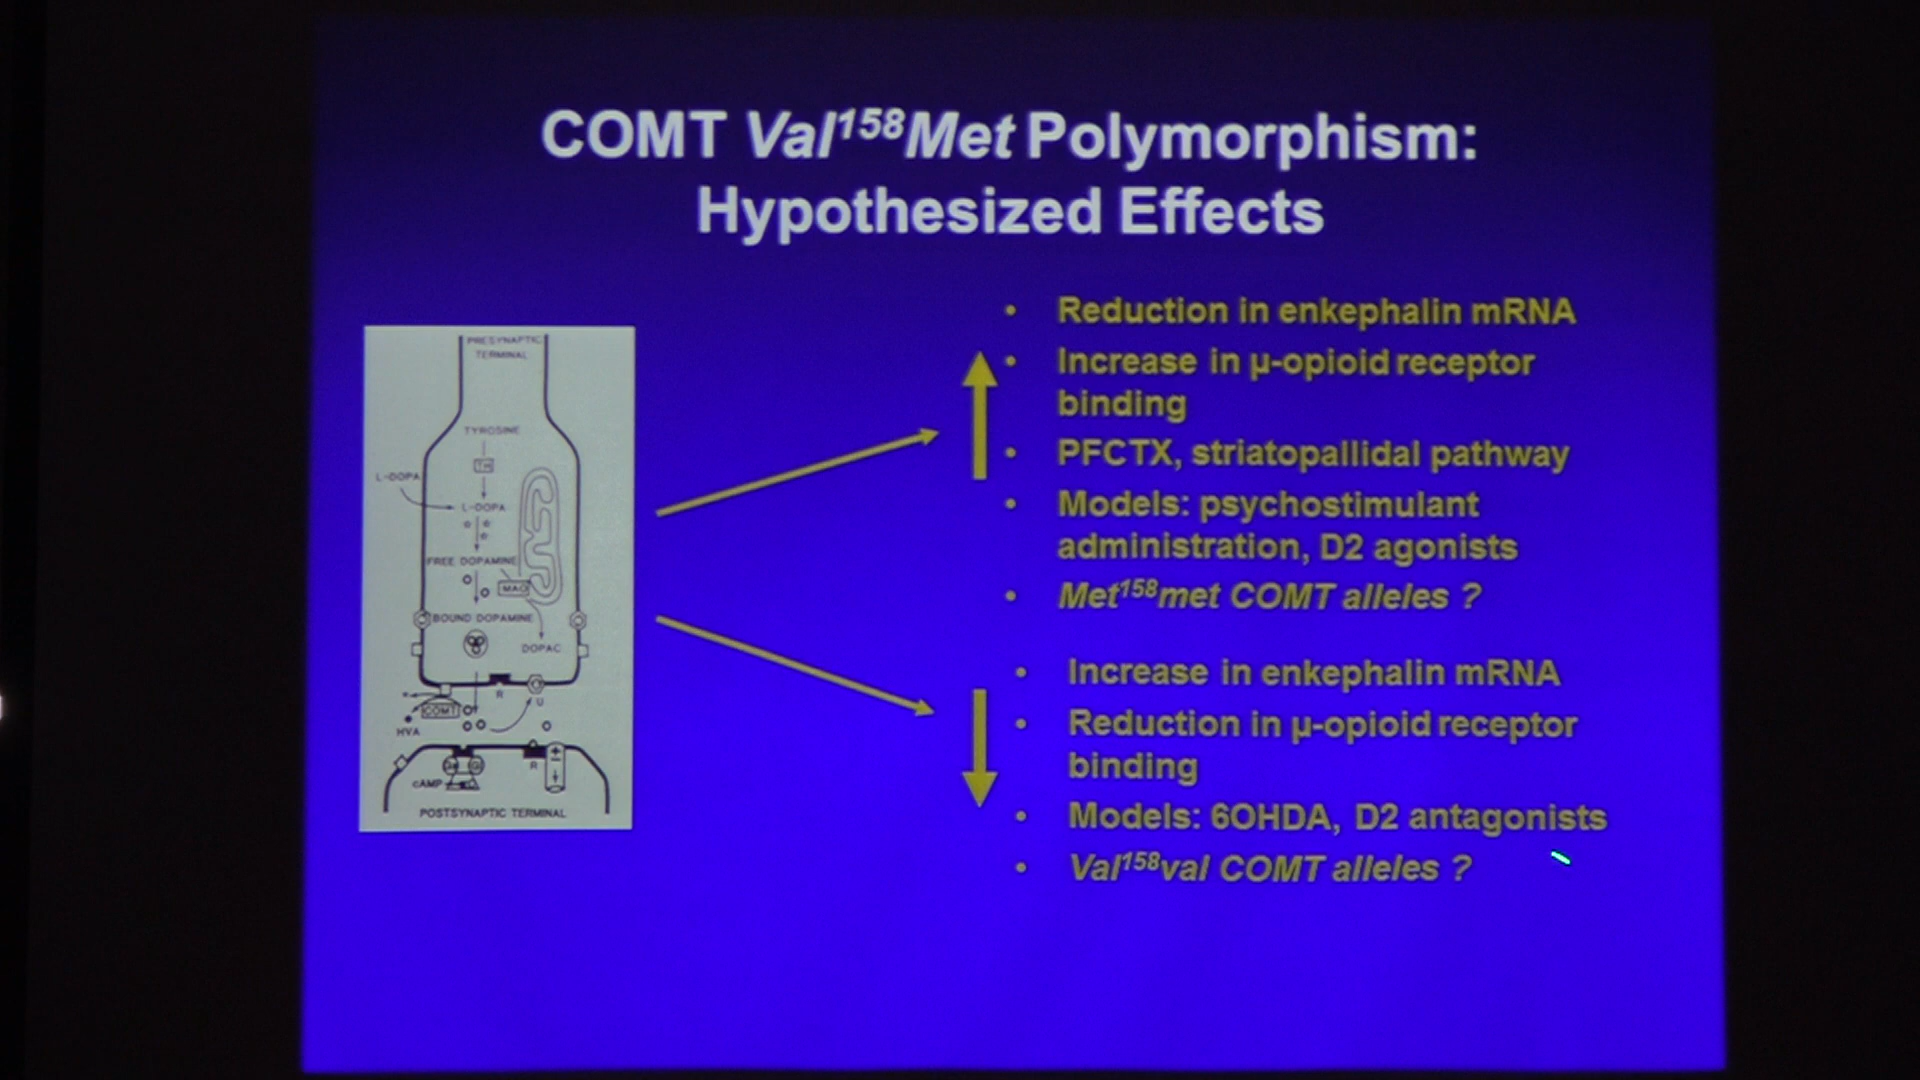 COMT Val¹⁵⁸Met Polymorphism:
Hypothesized Effects
PRESYNAPTIC
TERMINAL
TYROSINE
TH
L-DOPA
L-DOPA
FREE DOPAMINE
MAO
BOUND DOPAMINE
DOPAC
R
U
COMT
HVA
R
cAMP
POSTSYNAPTIC TERMINAL
• Reduction in enkephalin mRNA
• Increase in µ-opioid receptor
binding
• PFCTX, striatopallidal pathway
• Models: psychostimulant
administration, D2 agonists
• Met¹⁵⁸met COMT alleles ?
• Increase in enkephalin mRNA
• Reduction in µ-opioid receptor
binding
• Models: 6OHDA, D2 antagonists
• Val¹⁵⁸val COMT alleles ?